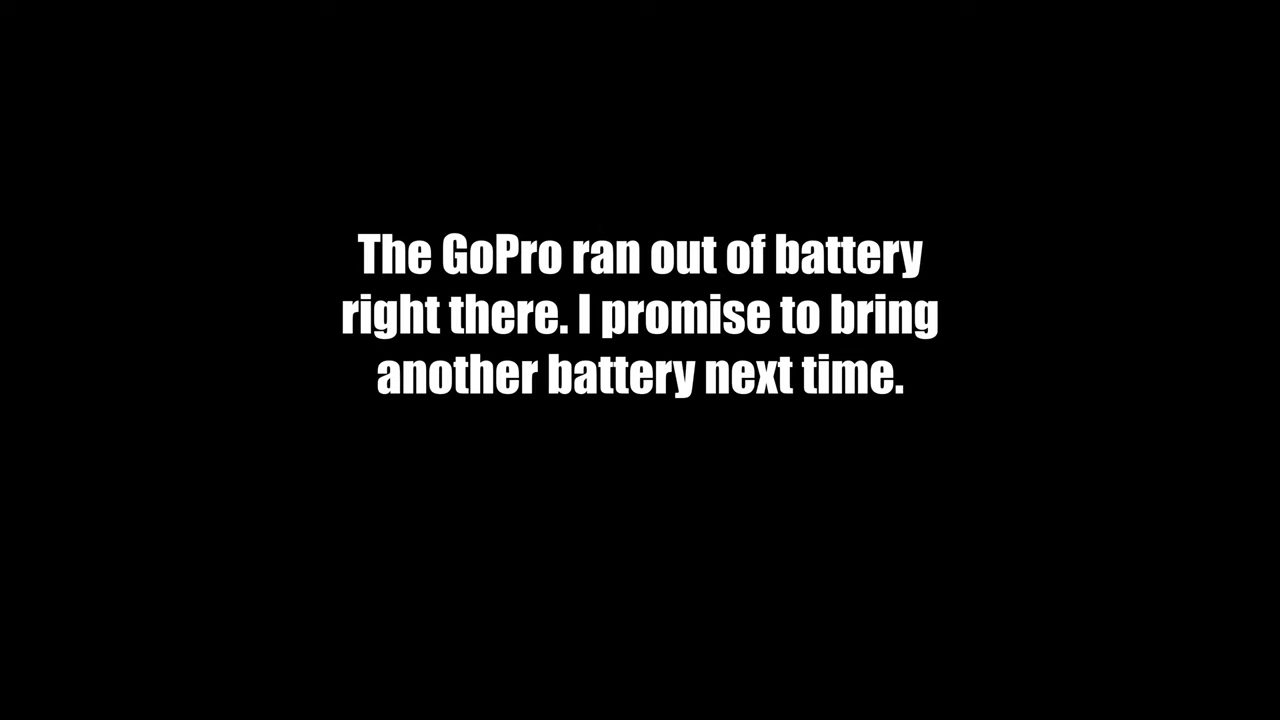 The GoPro ran out of battery
right there. I promise to bring
another battery next time.